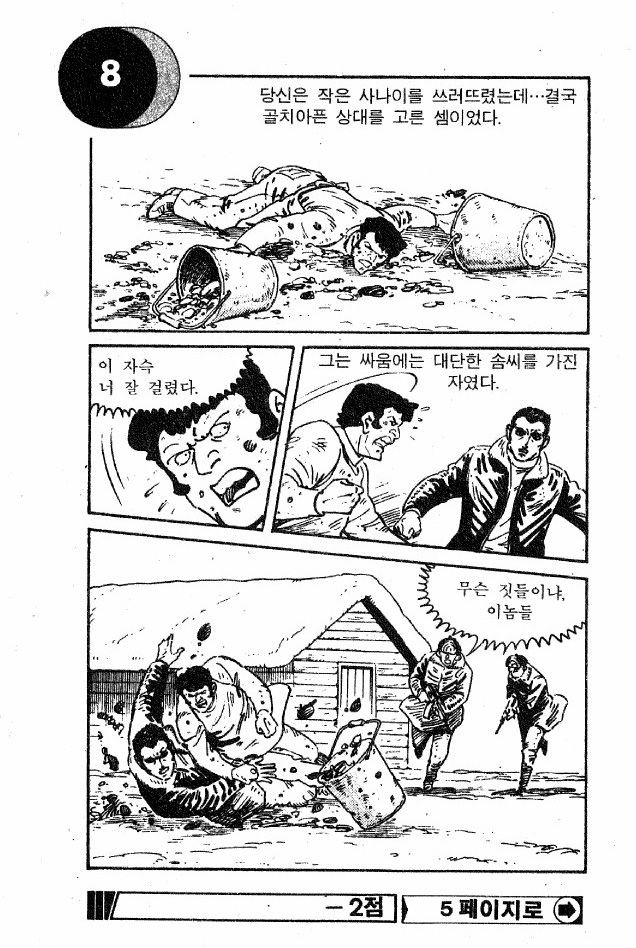 8
당신은 작은 사나이를 쓰러뜨렸는데…결국
골치아픈 상대를 고른 셈이었다.
이 자슥
너 잘 걸렸다.
그는 싸움에는 대단한 솜씨를 가진
자였다.
무슨 짓들이냐,
이놈들
－2점
5페이지로